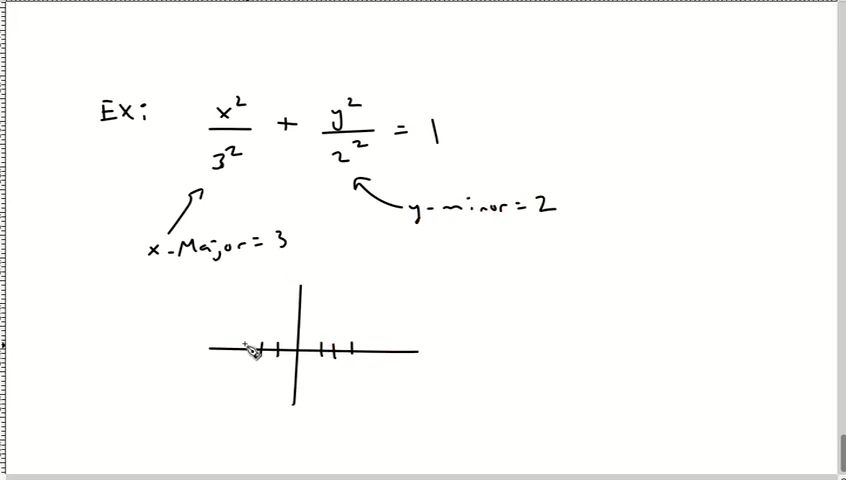 Ex: x²/3² + y²/2² = 1
y-minor = 2
x-Major = 3